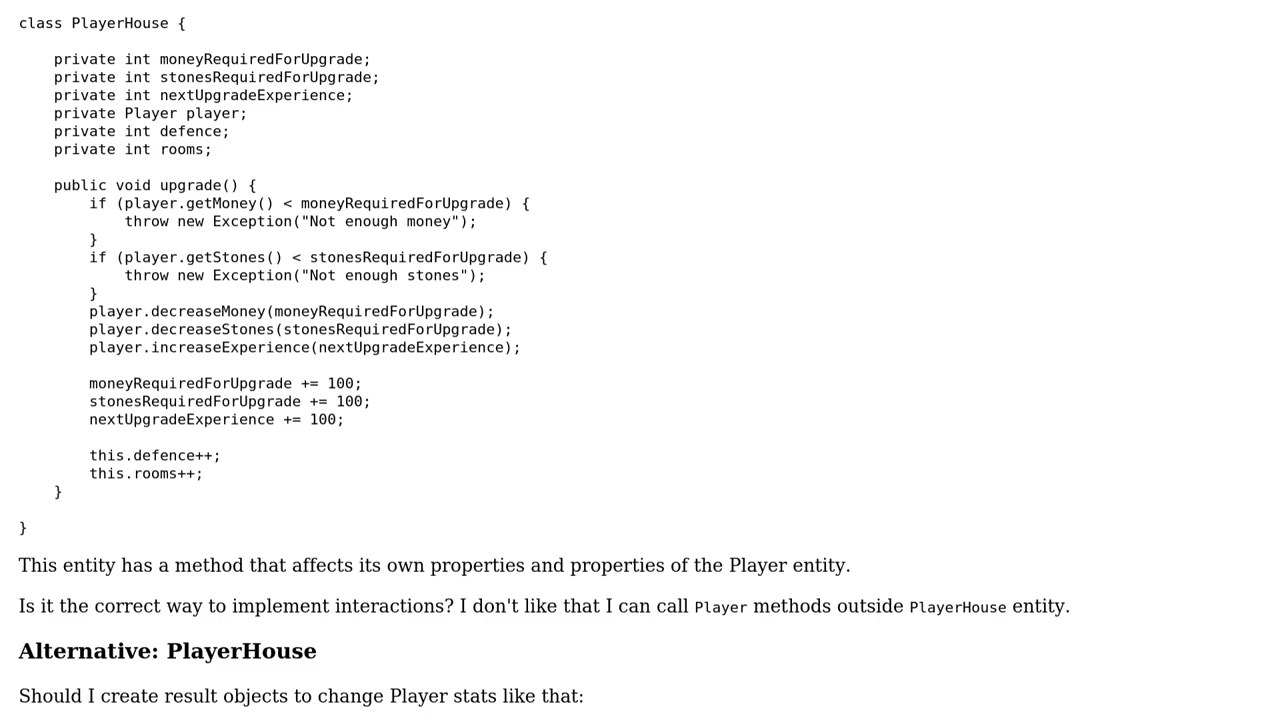 class PlayerHouse {
    private int moneyRequiredForUpgrade;
    private int stonesRequiredForUpgrade;
    private int nextUpgradeExperience;
    private Player player;
    private int defence;
    private int rooms;
    public void upgrade() {
        if (player.getMoney() < moneyRequiredForUpgrade) {
            throw new Exception("Not enough money");
        }
        if (player.getStones() < stonesRequiredForUpgrade) {
            throw new Exception("Not enough stones");
        }
        player.decreaseMoney(moneyRequiredForUpgrade);
        player.decreaseStones(stonesRequiredForUpgrade);
        player.increaseExperience(nextUpgradeExperience);
        moneyRequiredForUpgrade += 100;
        stonesRequiredForUpgrade += 100;
        nextUpgradeExperience += 100;
        this.defence++;
        this.rooms++;
    }
}
This entity has a method that affects its own properties and properties of the Player entity.
Is it the correct way to implement interactions? I don't like that I can call Player methods outside PlayerHouse entity.
Alternative: PlayerHouse
Should I create result objects to change Player stats like that: